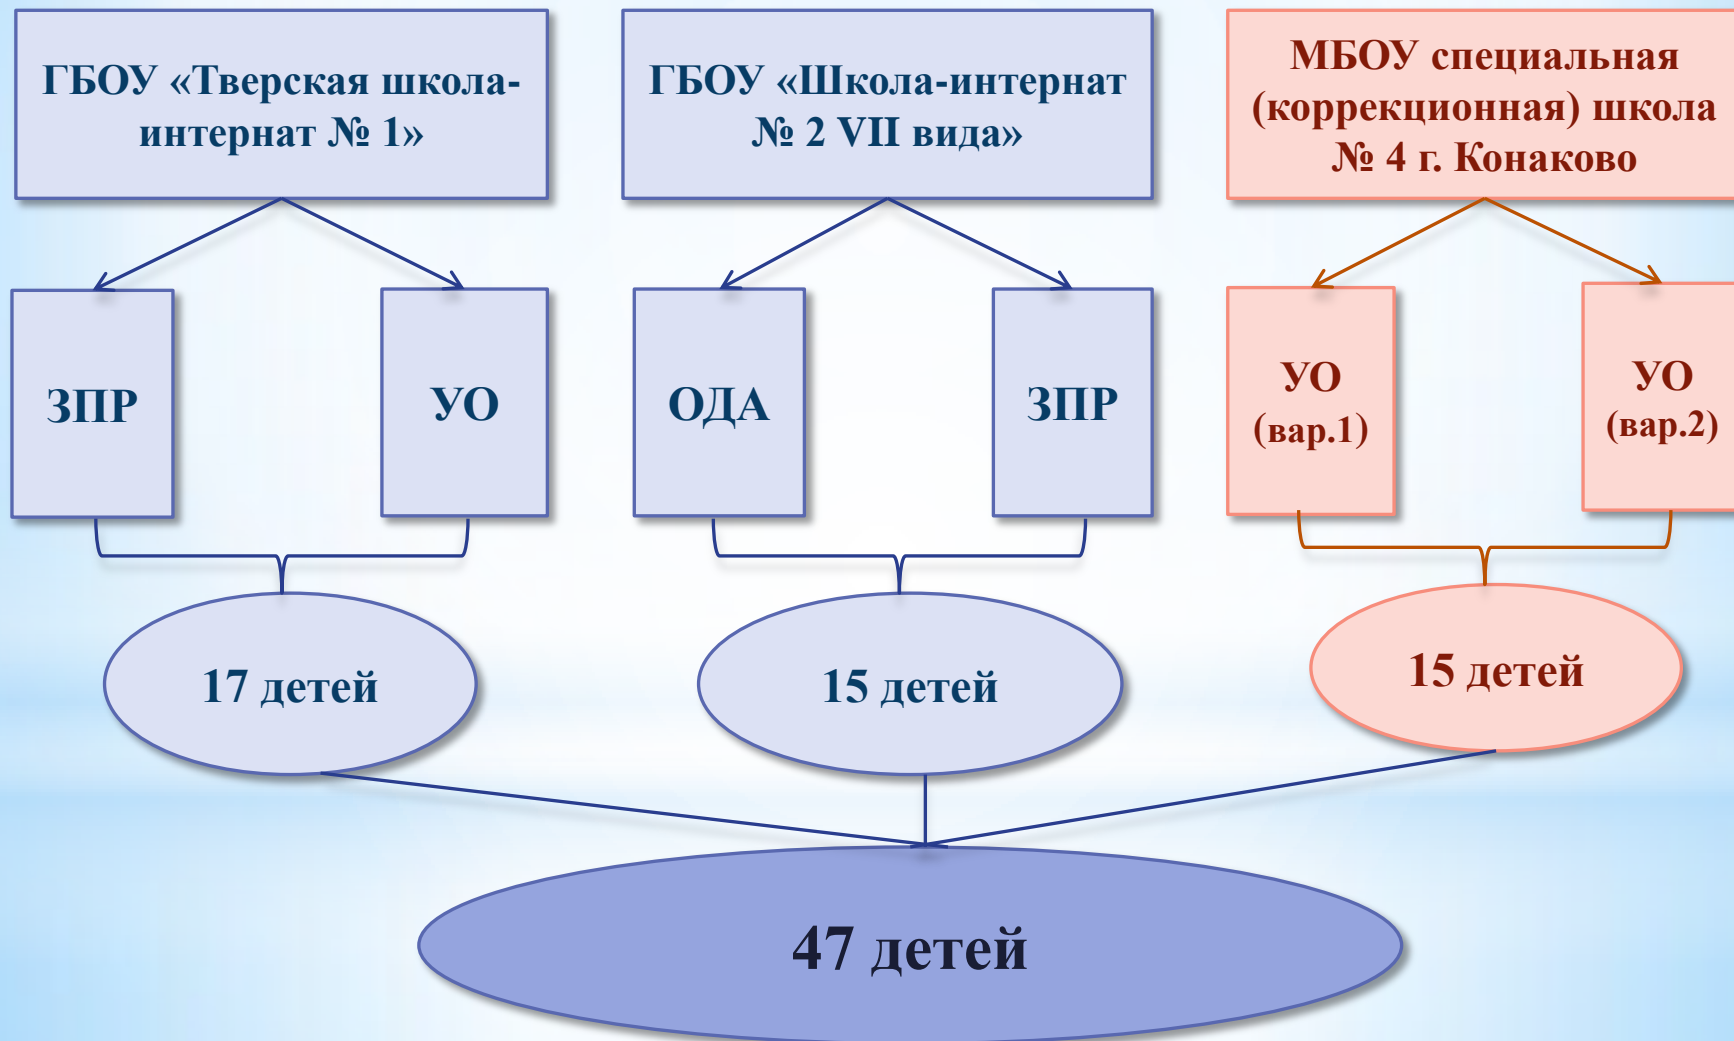 ГБОУ «Тверская школа-
интернат № 1»
ГБОУ «Школа-интернат
№ 2 VII вида»
МБОУ специальная
(коррекционная) школа
№ 4 г. Конаково
ЗПР
УО
ОДА
ЗПР
УО
(вар.1)
УО
(вар.2)
17 детей
15 детей
15 детей
47 детей